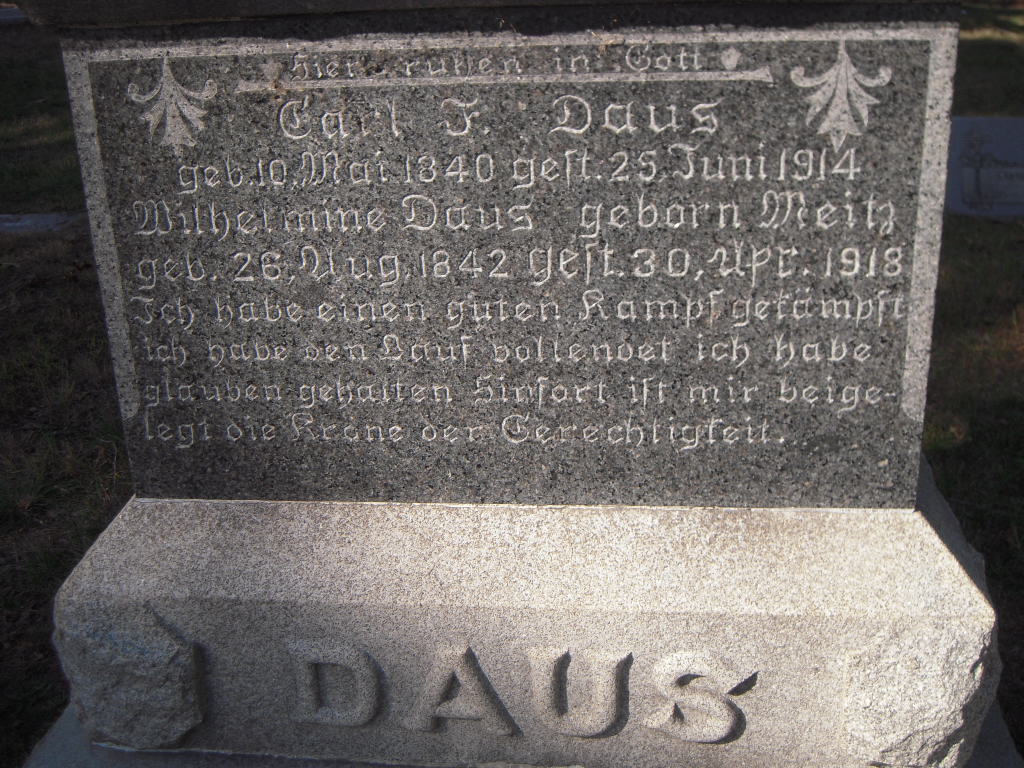 Hier ruhen in Gott
Carl F. Daus
geb. 10. Mai 1840 gest. 25. Juni 1914
Wilhelmine Daus geborn Meitz
geb. 26, Aug. 1842 gest. 30, Apr. 1918
Ich habe einen guten Kampf gekämpft
ich habe den Lauf vollendet ich habe
glauben gehalten Hinfort ist mir beige-
legt die Krone der Gerechtigkeit.
DAUS